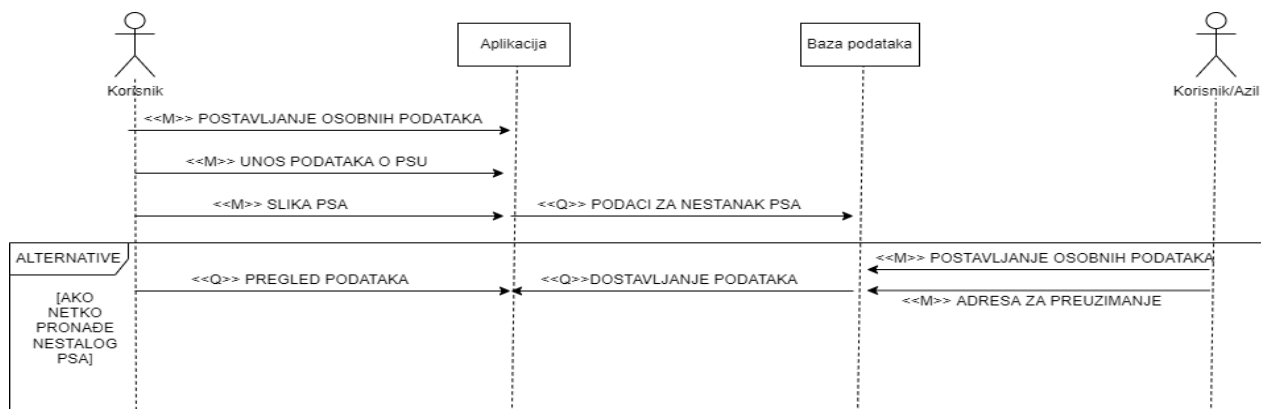 Korisnik
Aplikacija
Baza podataka
Korisnik/Azil
<<M>> POSTAVLJANJE OSOBNIH PODATAKA
<<M>> UNOS PODATAKA O PSU
<<M>> SLIKA PSA
<<Q>> PODACI ZA NESTANAK PSA
ALTERNATIVE
<<M>> POSTAVLJANJE OSOBNIH PODATAKA
<<Q>> PREGLED PODATAKA
<<Q>>DOSTAVLJANJE PODATAKA
<<M>> ADRESA ZA PREUZIMANJE
[AKO
NETKO
PRONAĐE
NESTALOG
PSA]